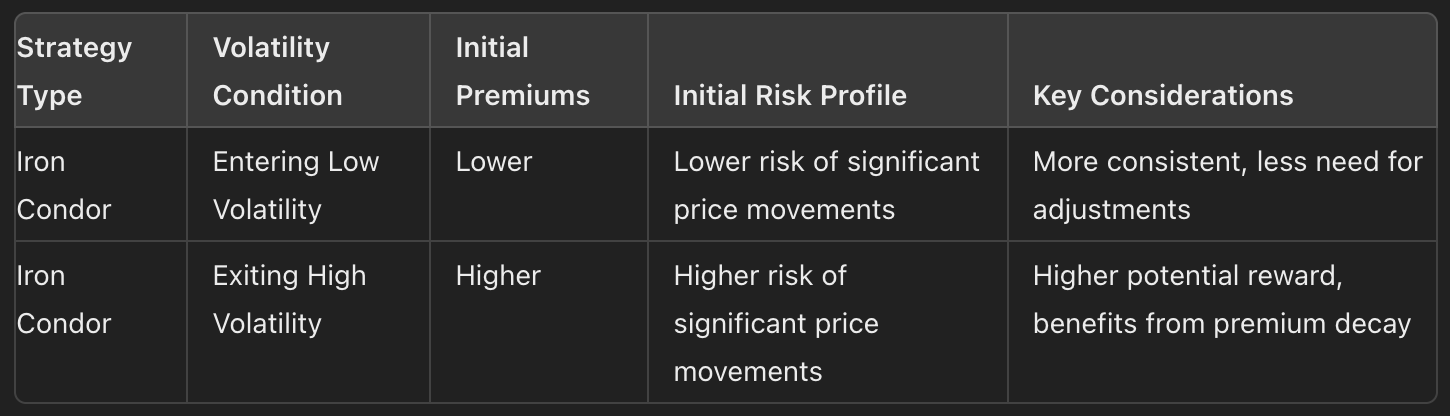 Strategy Type
Volatility Condition
Initial Premiums
Initial Risk Profile
Key Considerations
Iron Condor
Entering Low Volatility
Lower
Lower risk of significant price movements
More consistent, less need for adjustments
Iron Condor
Exiting High Volatility
Higher
Higher risk of significant price movements
Higher potential reward, benefits from premium decay